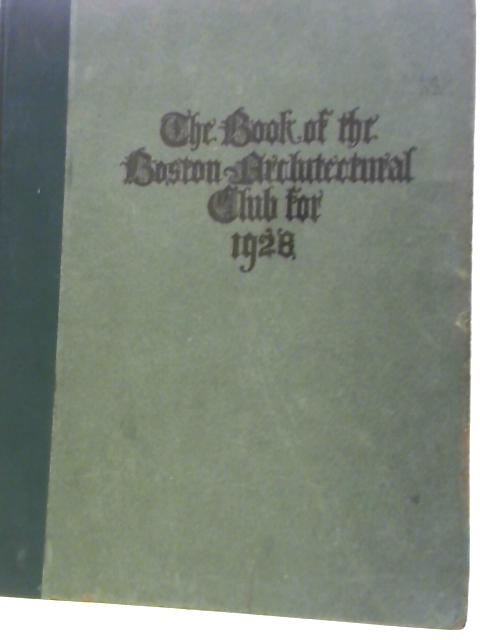 The Book of the
Boston Architectural
Club for
1928